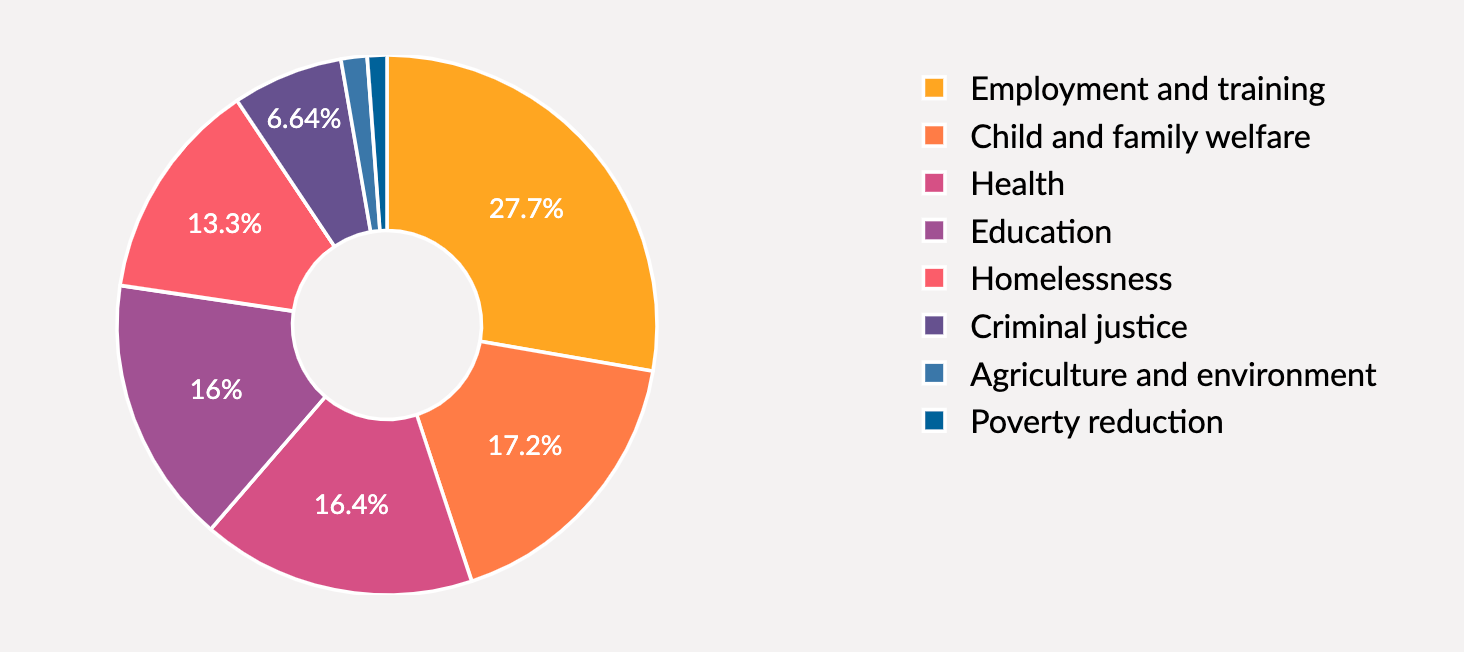 6.64%
27.7%
13.3%
16%
17.2%
16.4%
Employment and training
Child and family welfare
Health
Education
Homelessness
Criminal justice
Agriculture and environment
Poverty reduction